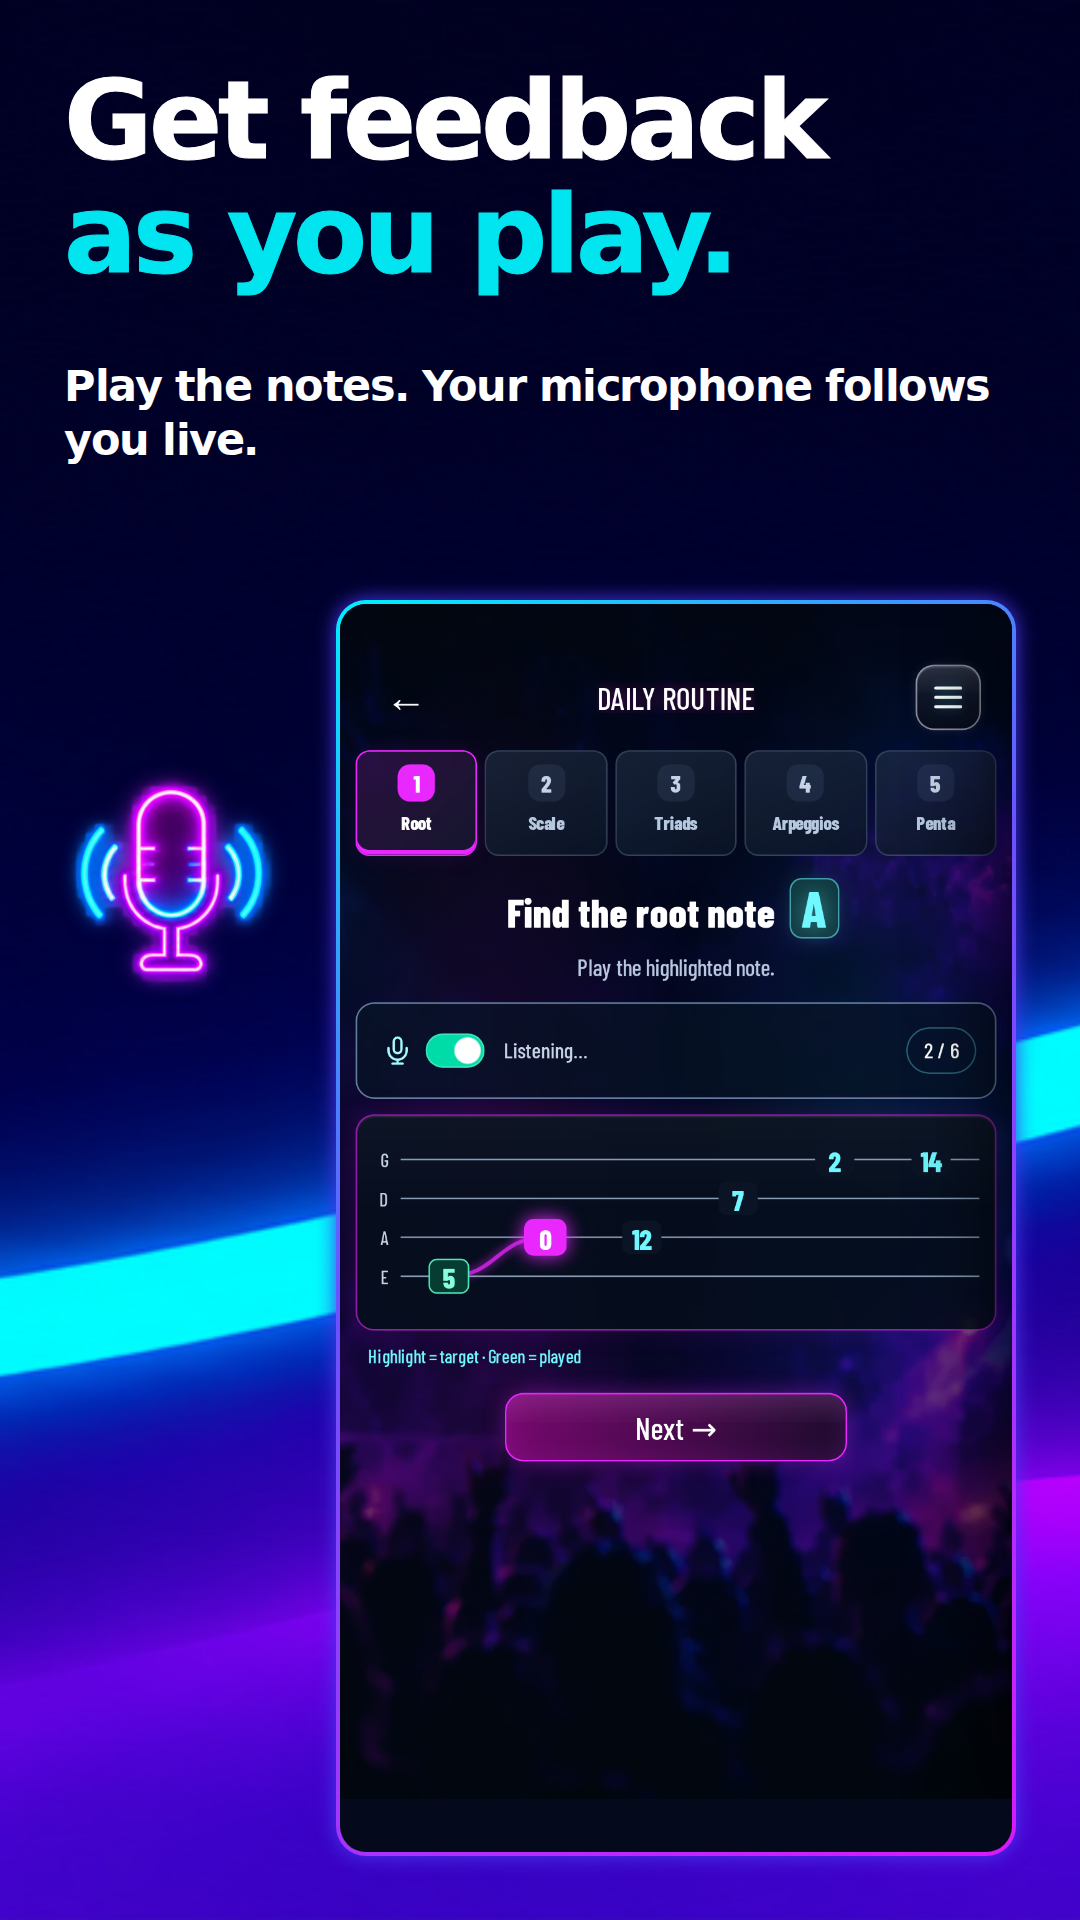 Get feedback
as you play.
Play the notes. Your microphone follows
you live.
← DAILY ROUTINE
1 2 3 4 5
Root Scale Triads Arpeggios Penta
Find the root note A
Play the highlighted note.
Listening... 2 / 6
G 2 14
D 7
A 0 12
E 5
Highlight = target · Green = played
Next →